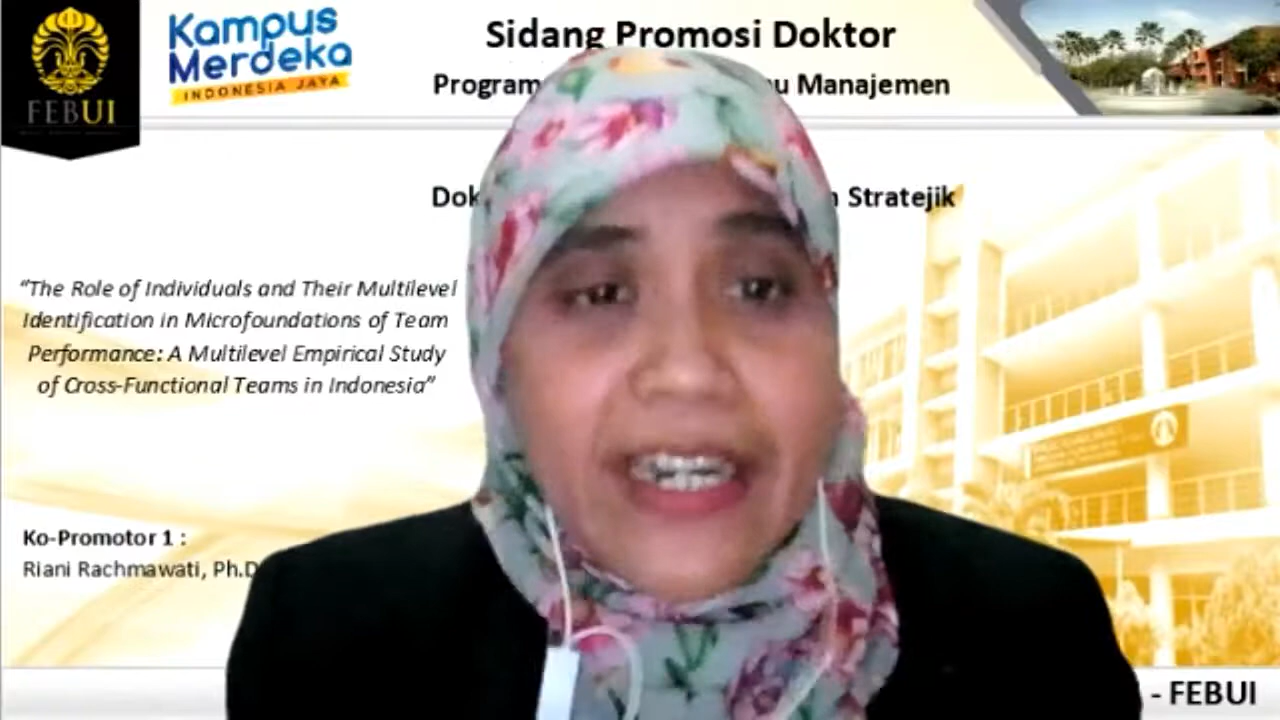 FEBUI
Kampus
Merdeka
INDONESIA JAYA
Sidang Promosi Doktor
Program u Manajemen
Dok n Stratejik
“The Role of Individuals and Their Multilevel
Identification in Microfoundations of Team
Performance: A Multilevel Empirical Study
of Cross-Functional Teams in Indonesia”
Ko-Promotor 1 :
Riani Rachmawati, Ph.D
- FEBUI